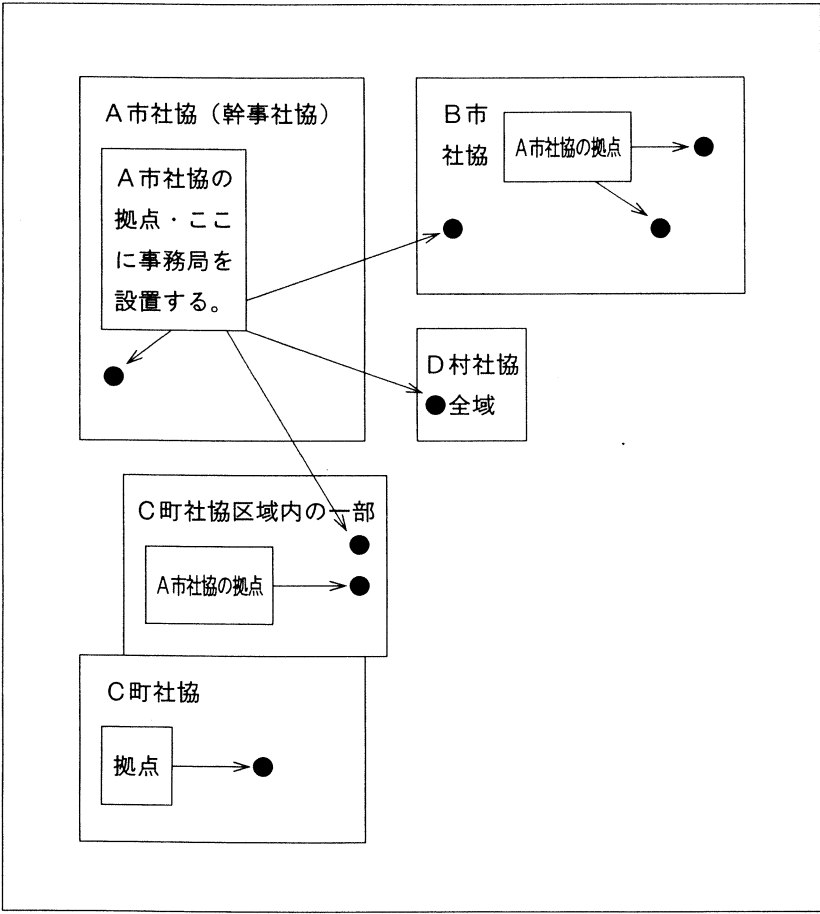 A市社協（幹事社協）
A市社協の
拠点・ここ
に事務局を
設置する。
B市
社協
A市社協の拠点
D村社協
●全域
C町社協区域内の一部
A市社協の拠点
C町社協
拠点